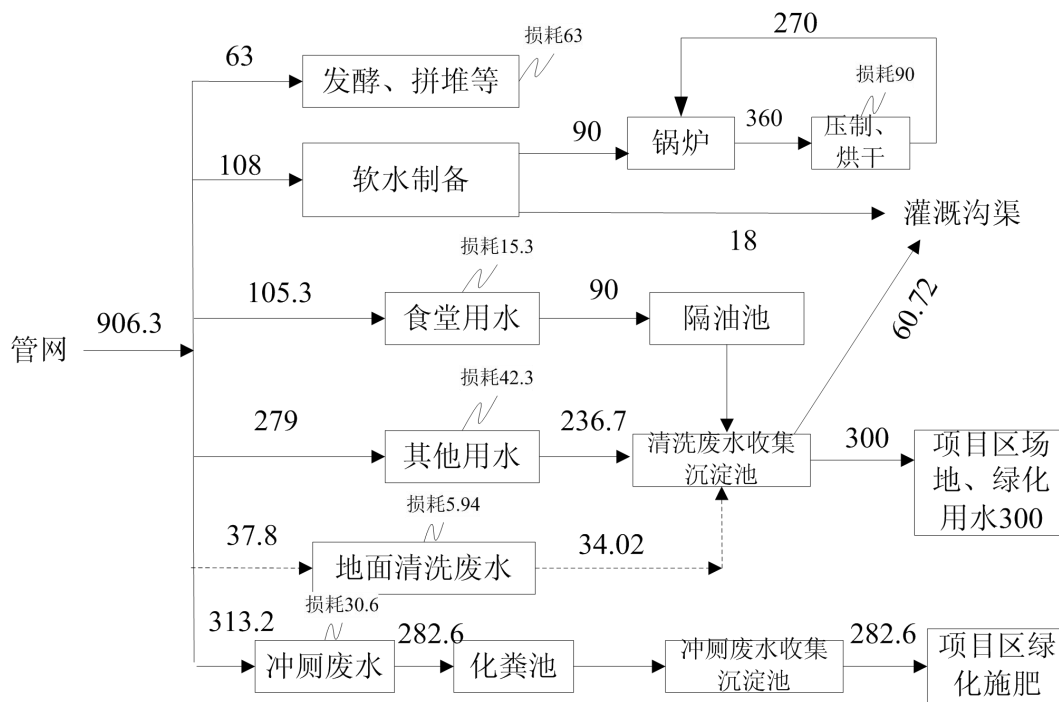 270
损耗63
63
发酵、拼堆等
损耗90
90
锅炉
360
压制、
烘干
108
软水制备
灌溉沟渠
18
损耗15.3
105.3
食堂用水
90
隔油池
60.72
906.3
管网
损耗42.3
279
其他用水
236.7
清洗废水收集
沉淀池
300
项目区场
地、绿化
用水300
损耗5.94
37.8
地面清洗废水
34.02
损耗30.6
313.2
冲厕废水
282.6
化粪池
冲厕废水收集
沉淀池
282.6
项目区绿
化施肥